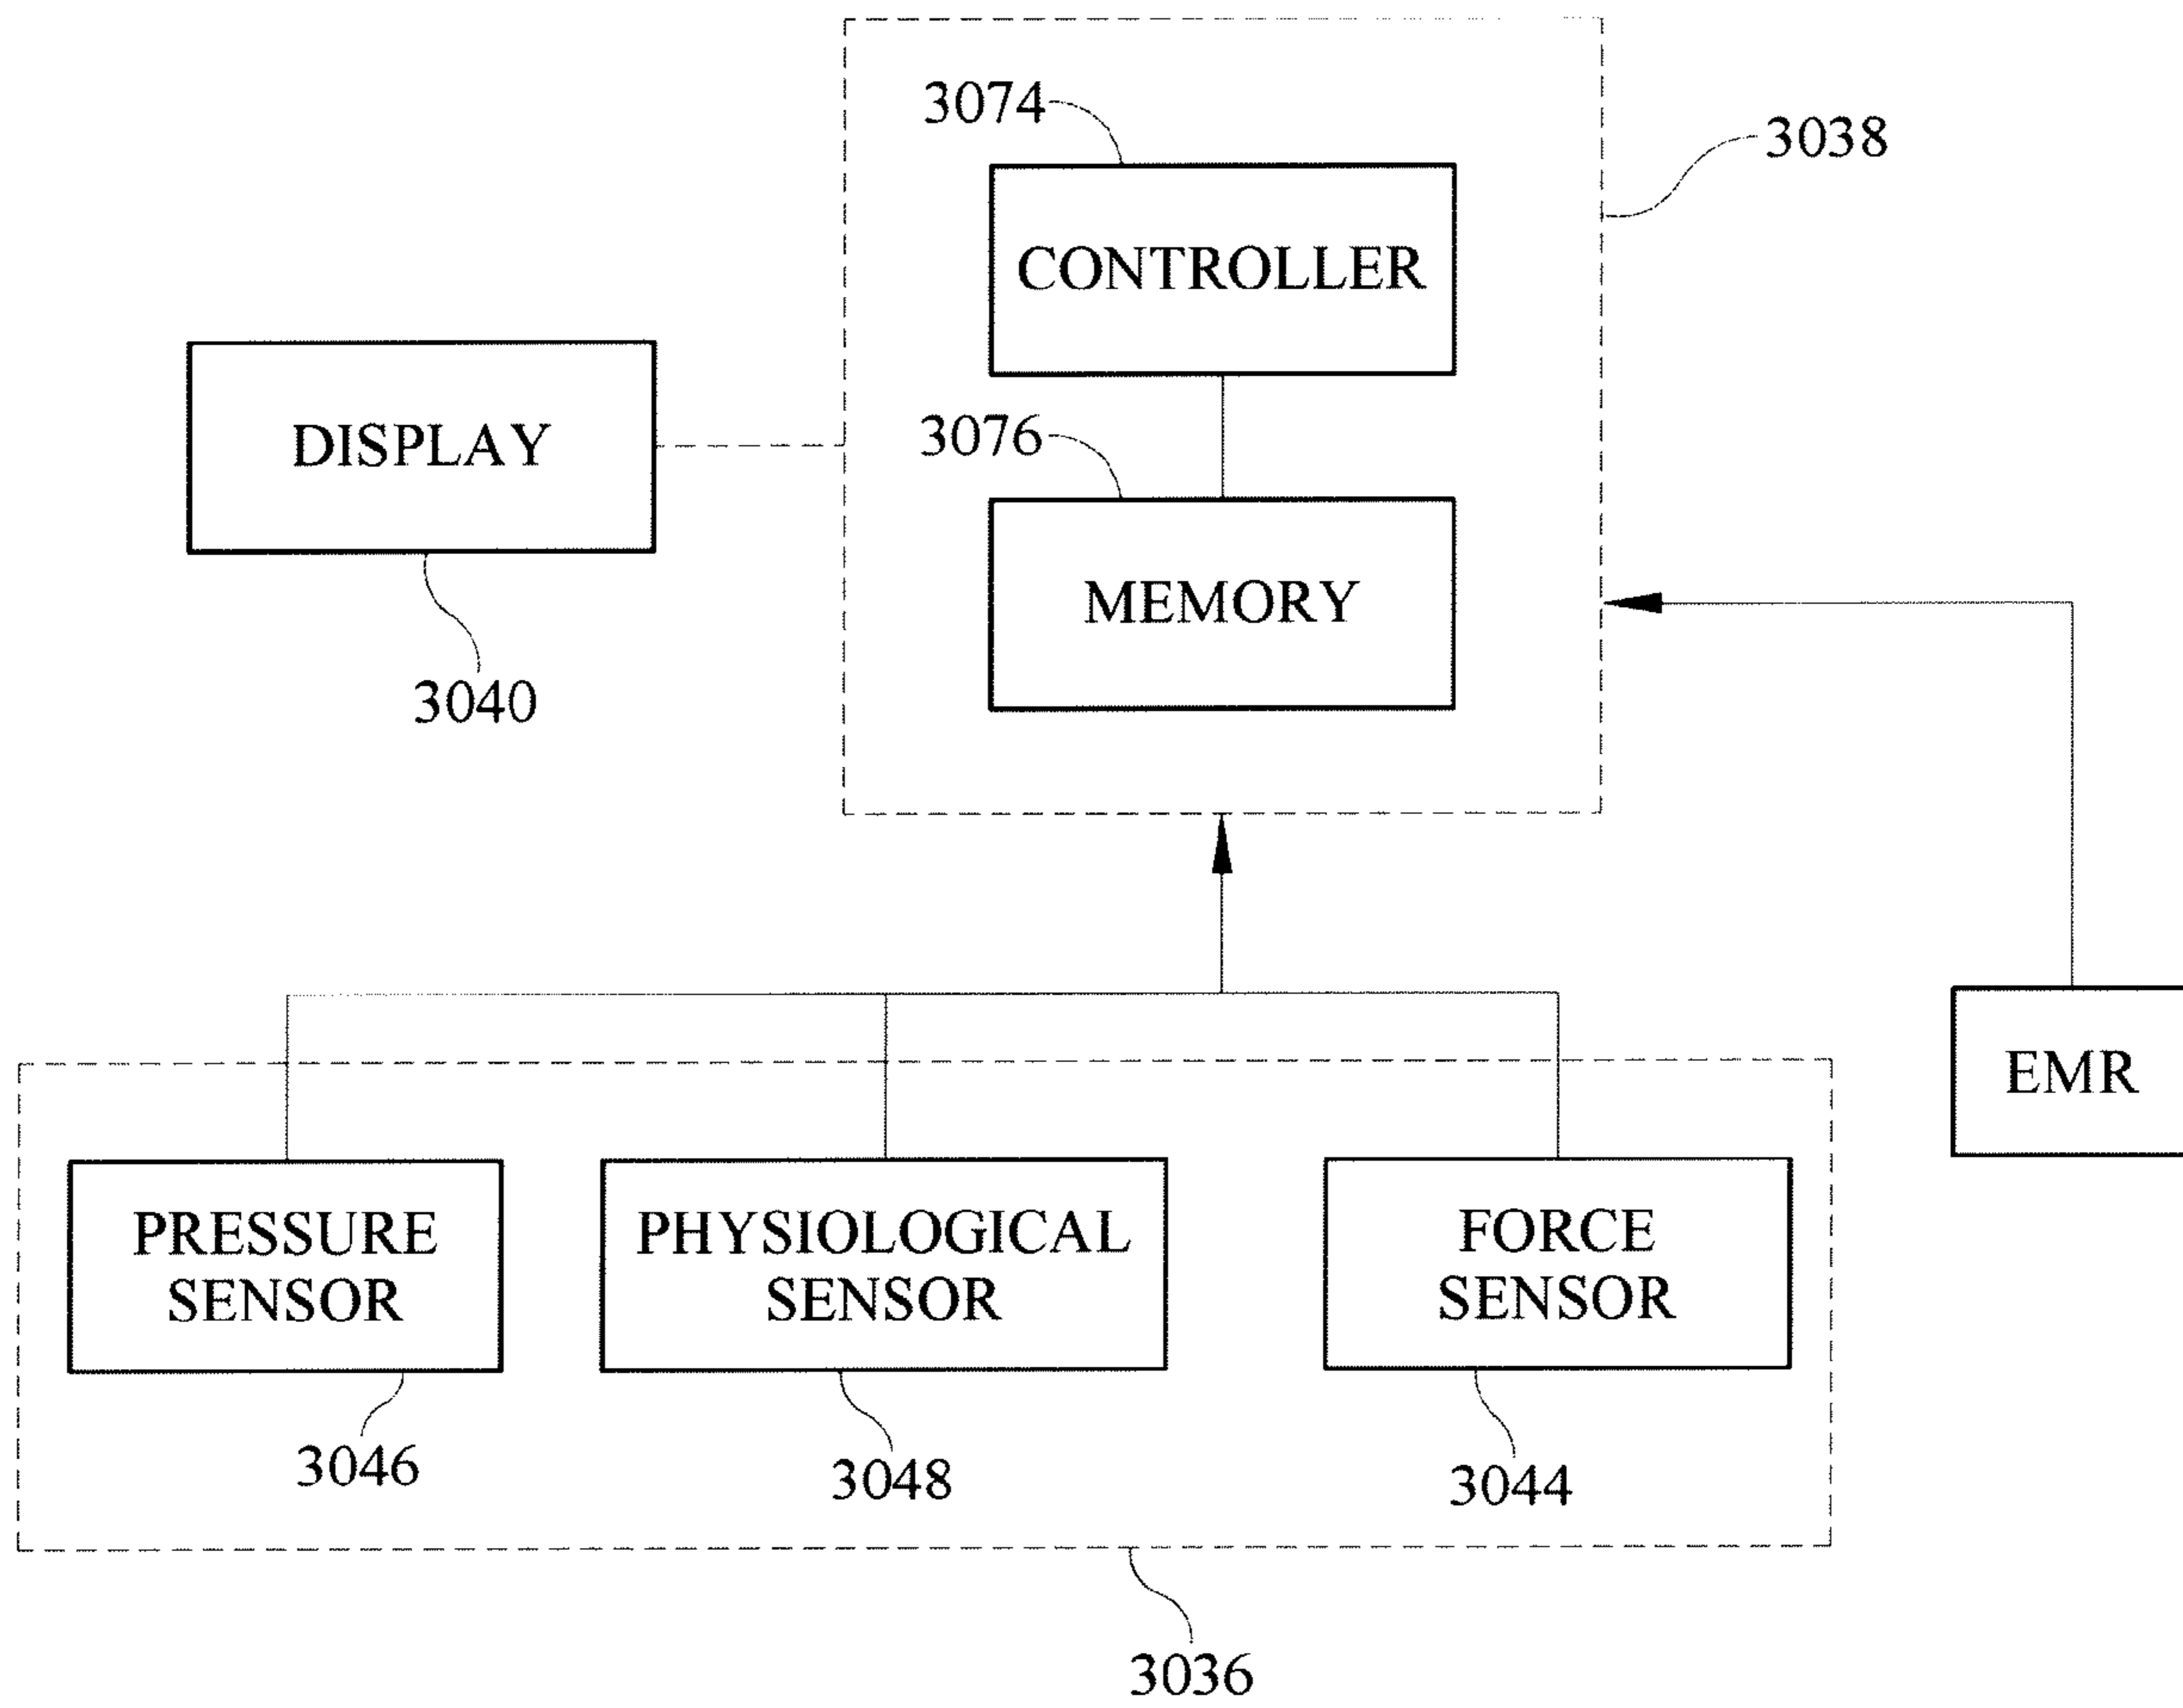 3074
3038
CONTROLLER
DISPLAY
3076
MEMORY
3040
EMR
PRESSURE
SENSOR
PHYSIOLOGICAL
SENSOR
FORCE
SENSOR
3046
3048
3044
3036